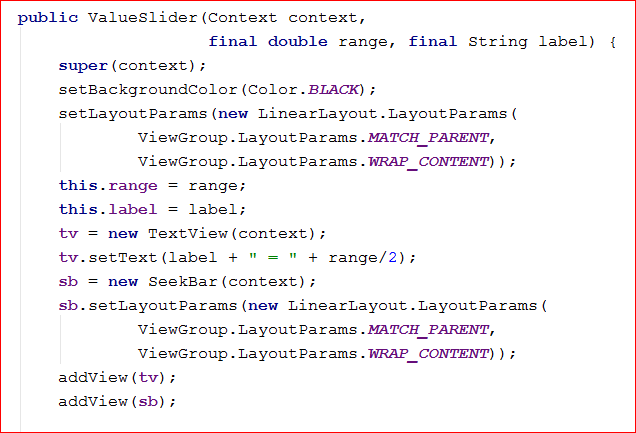 public ValueSlider(Context context,
                   final double range, final String label) {
    super(context);
    setBackgroundColor(Color.BLACK);
    setLayoutParams(new LinearLayout.LayoutParams(
            ViewGroup.LayoutParams.MATCH_PARENT,
            ViewGroup.LayoutParams.WRAP_CONTENT));
    this.range = range;
    this.label = label;
    tv = new TextView(context);
    tv.setText(label + " = " + range/2);
    sb = new SeekBar(context);
    sb.setLayoutParams(new LinearLayout.LayoutParams(
            ViewGroup.LayoutParams.MATCH_PARENT,
            ViewGroup.LayoutParams.WRAP_CONTENT));
    addView(tv);
    addView(sb);